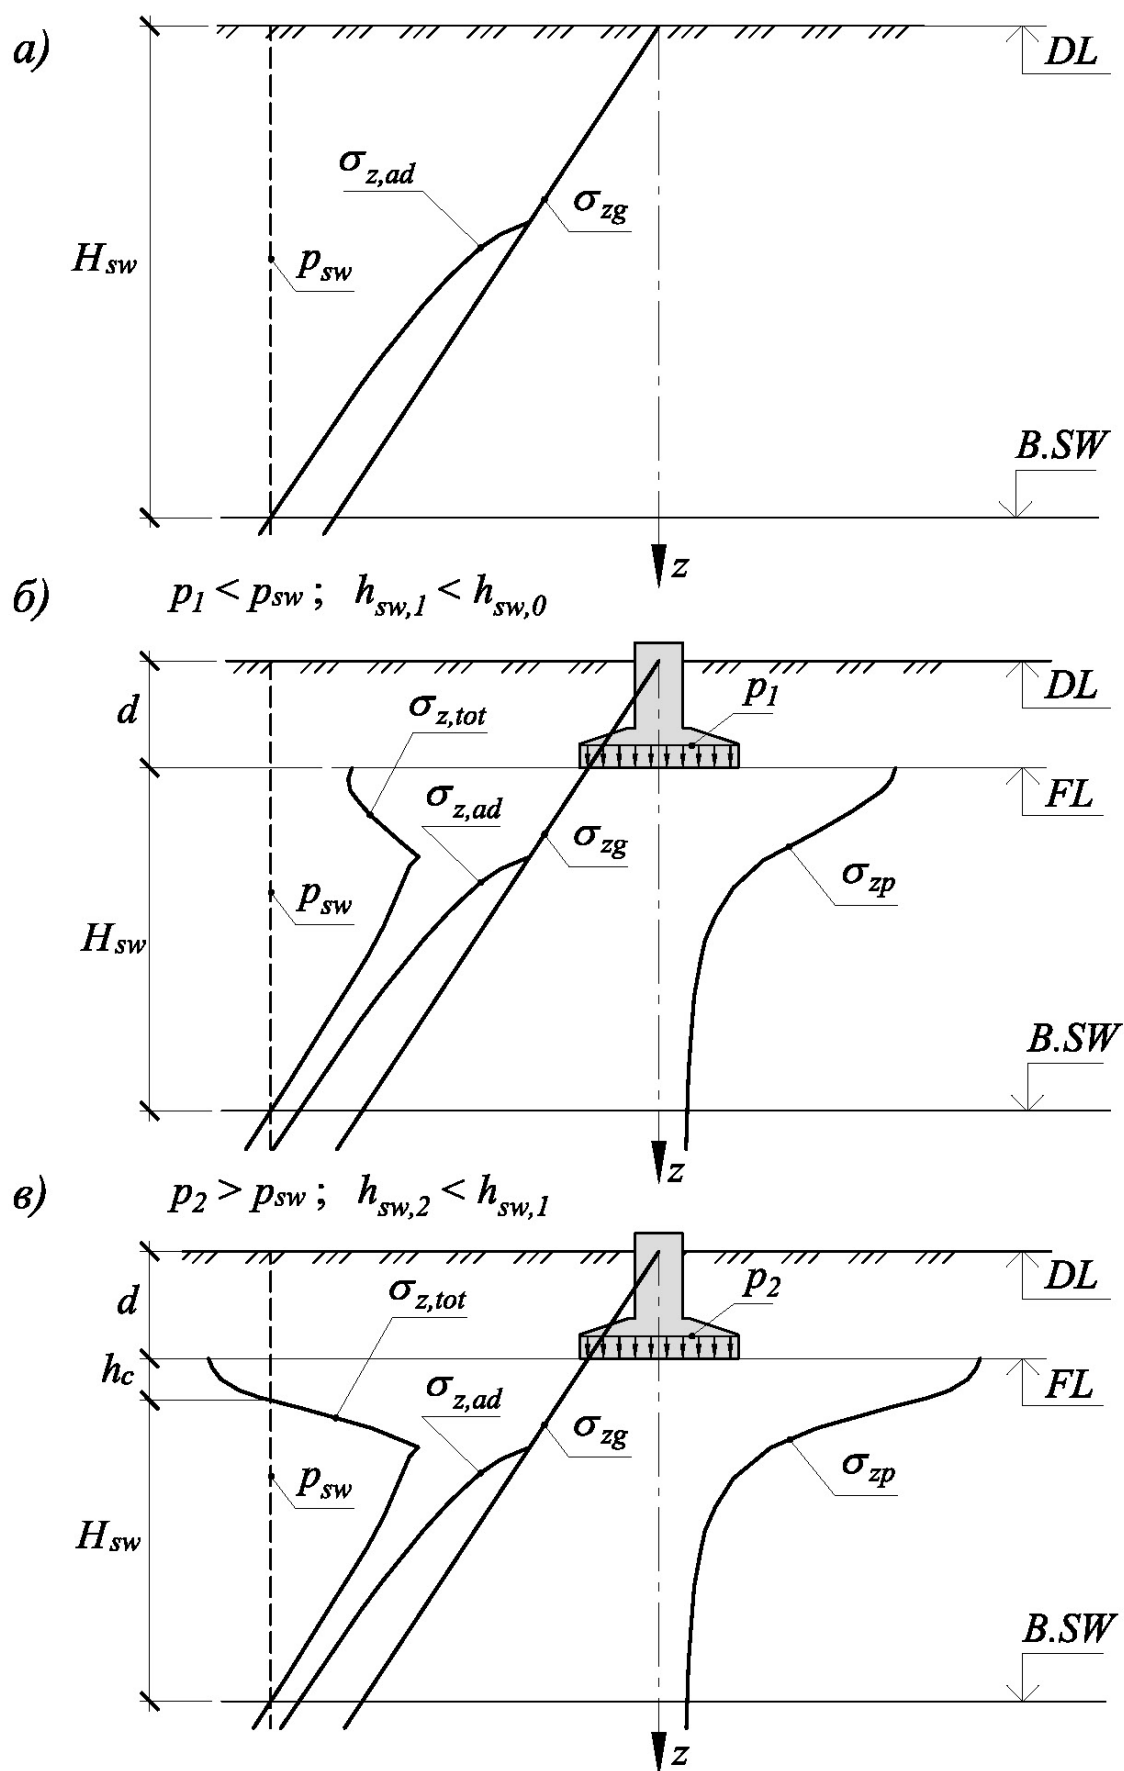 а)
DL
σz,ad
σzg
Hsw
psw
B.SW
z
б)
p1 < psw ; hsw,1 < hsw,0
d
σz,tot
p1
DL
σz,ad
FL
σzg
σzp
psw
Hsw
B.SW
z
в)
p2 > psw ; hsw,2 < hsw,1
d
σz,tot
p2
DL
hc
σz,ad
FL
σzg
σzp
psw
Hsw
B.SW
z